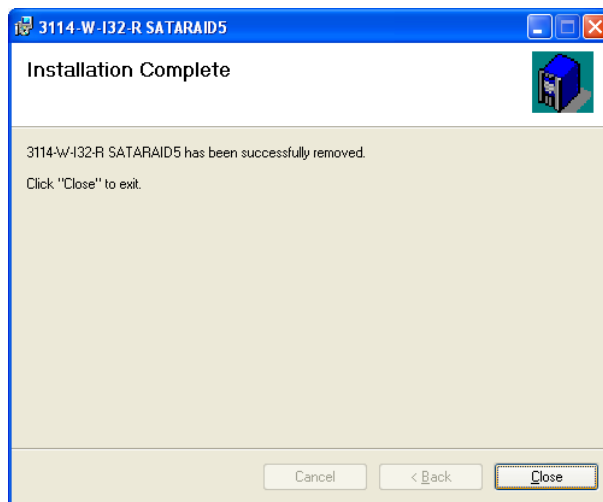 3114-W-I32-R SATARAID5
Installation Complete
3114-W-I32-R SATARAID5 has been successfully removed.
Click "Close" to exit.
Cancel
< Back
Close